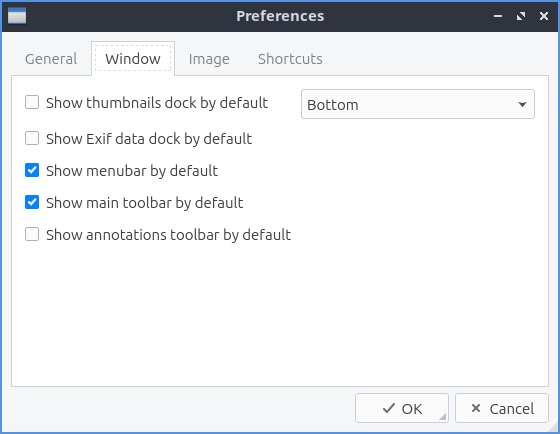 Preferences
General Window Image Shortcuts
Show thumbnails dock by default Bottom
Show Exif data dock by default
Show menubar by default
Show main toolbar by default
Show annotations toolbar by default
OK Cancel